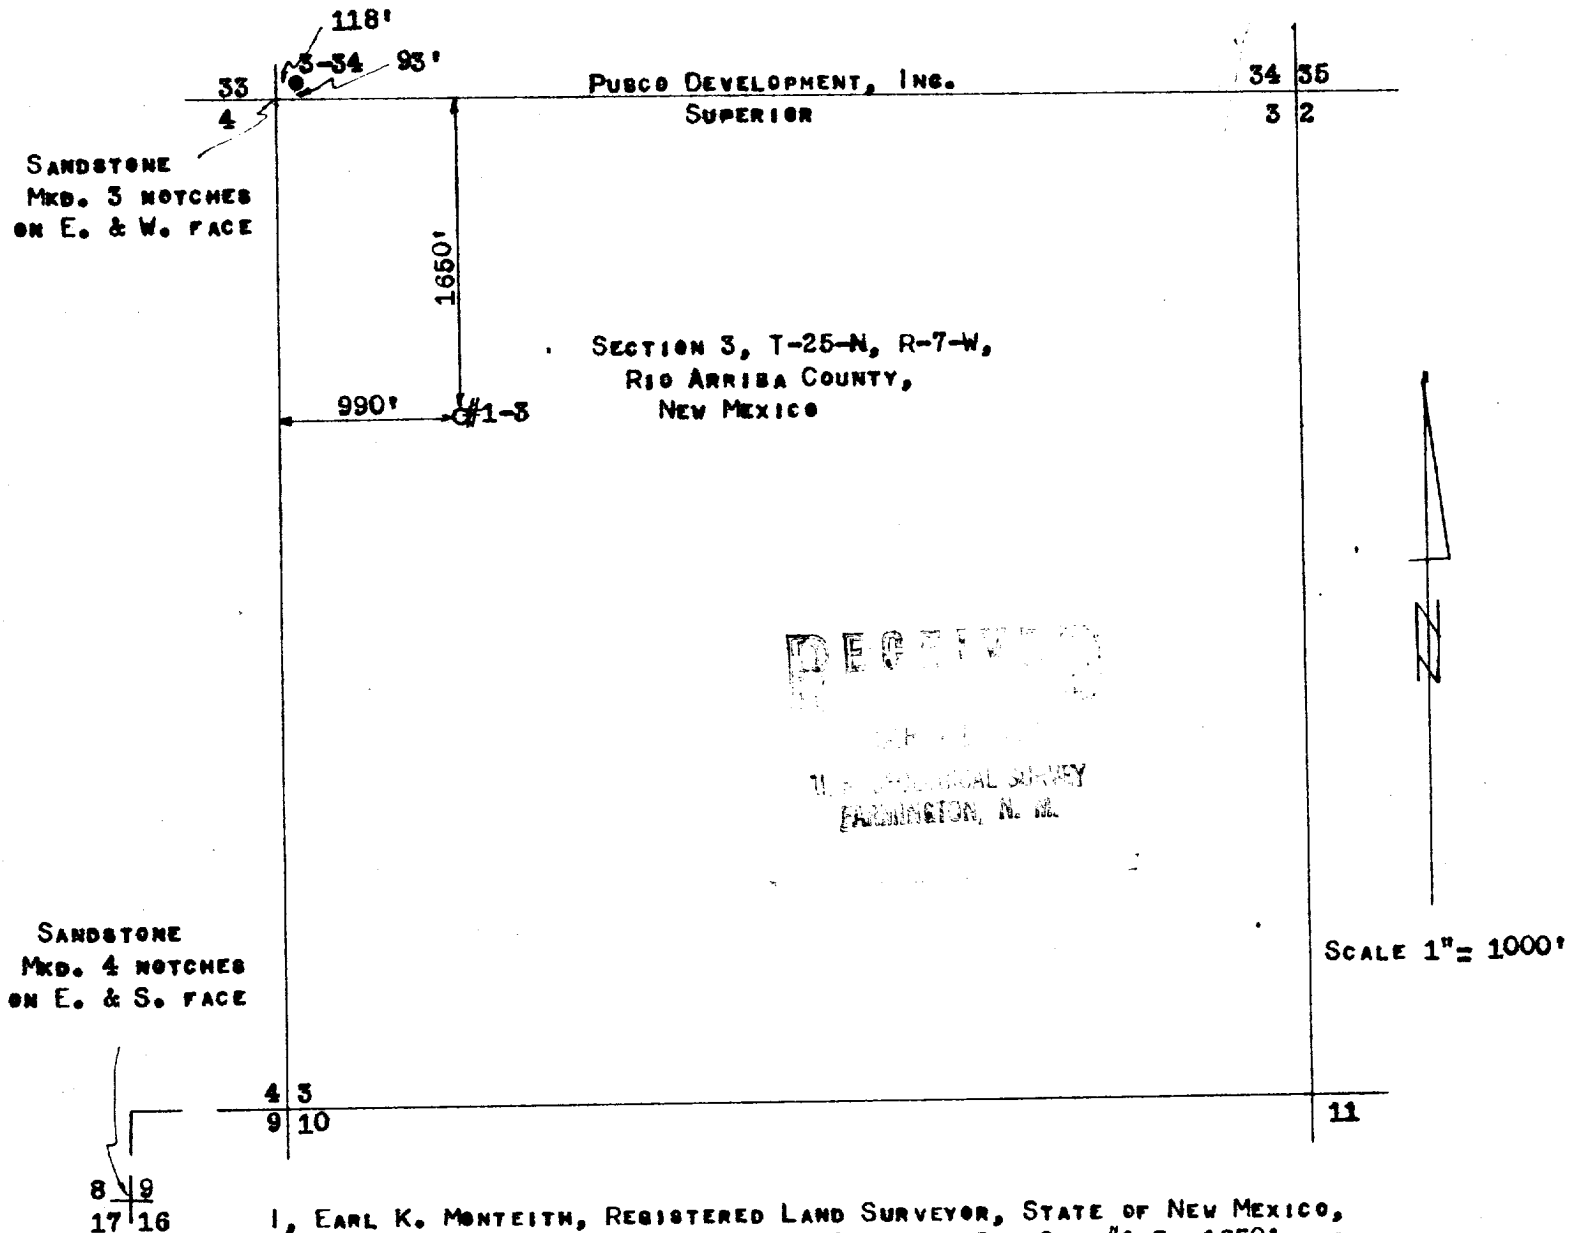 118'
3-34 93'
33
4
PUBCO DEVELOPMENT, INC.
SUPERIOR
34 35
3 2
SANDSTONE
MKD. 3 NOTCHES
ON E. & W. FACE
1650'
SECTION 3, T-25-N, R-7-W,
RIO ARRIBA COUNTY,
NEW MEXICO
990'
#1-3
N
RECEIVED
SURVEY
FARMINGTON, N. M.
SANDSTONE
MKD. 4 NOTCHES
ON E. & S. FACE
SCALE 1"= 1000'
4 3
9 10
11
8 9
17 16
I, EARL K. MONTEITH, REGISTERED LAND SURVEYOR, STATE OF NEW MEXICO,